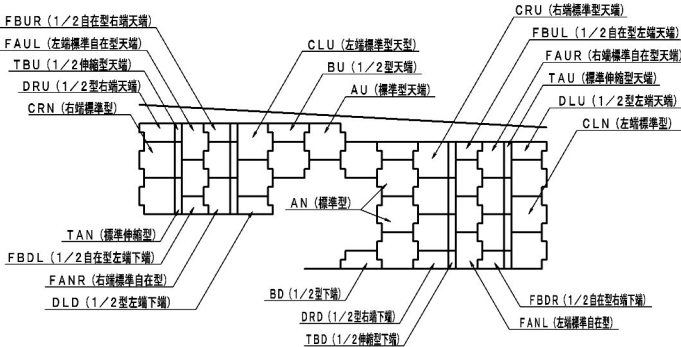 FBUR (1/2自在型右端天端)
FAUL (左端標準自在型天端)
TBU (1/2伸縮型天端)
DRU (1/2型右端天端)
CRN (右端標準型)
CLU (左端標準型天型)
BU (1/2型天端)
AU (標準型天端)
CRU (右端標準型天端)
FBUL (1/2自在型左端天端)
FAUR (右端標準自在型天端)
TAU (標準伸縮型天端)
DLU (1/2型左端天端)
CLN (左端標準型)
AN (標準型)
TAN (標準伸縮型)
FBDL (1/2自在型左端下端)
FANR (右端標準自在型)
DLD (1/2型左端下端)
BD (1/2型下端)
DRD (1/2型右端下端)
TBD (1/2伸縮型下端)
FBDR (1/2自在型右端下端)
FANL (左端標準自在型)